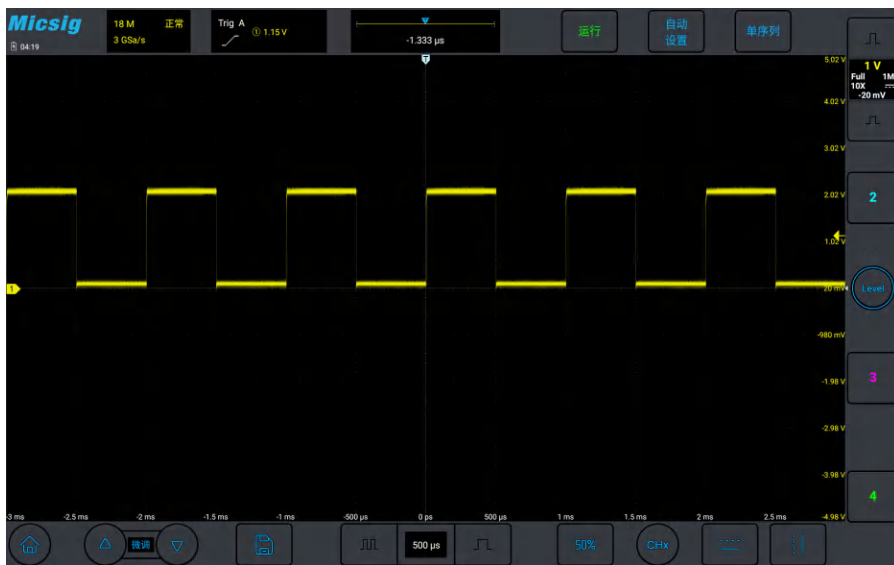 Micsig
04:19
18 M 正常
3 GSa/s
Trig A
① 1.15 V
-1.333 µs
运行
自动
设置
单序列
T
1 V
Full 1M
10X
-20 mV
5.02 V
4.02 V
3.02 V
2.02 V
1.02 V
20 mV
-980 mV
-1.98 V
-2.98 V
-3.98 V
-4.98 V
1
2
Level
3
4
-3 ms
-2.5 ms
-2 ms
-1.5 ms
-1 ms
-500 µs
0 ps
500 µs
1 ms
1.5 ms
2 ms
2.5 ms
微调
500 µs
50%
CHx